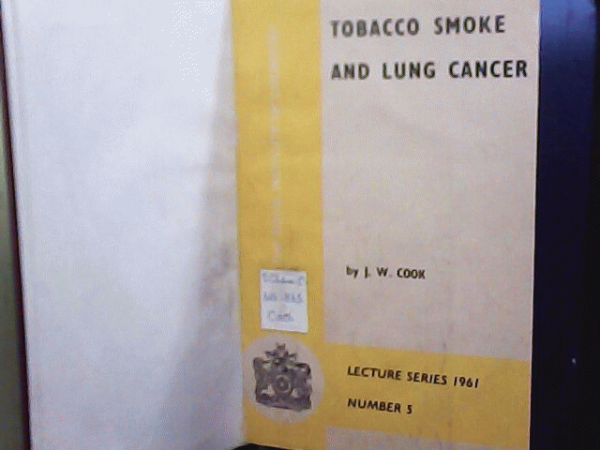 TOBACCO SMOKE
AND LUNG CANCER
by J. W. COOK
LECTURE SERIES 1961
NUMBER 5